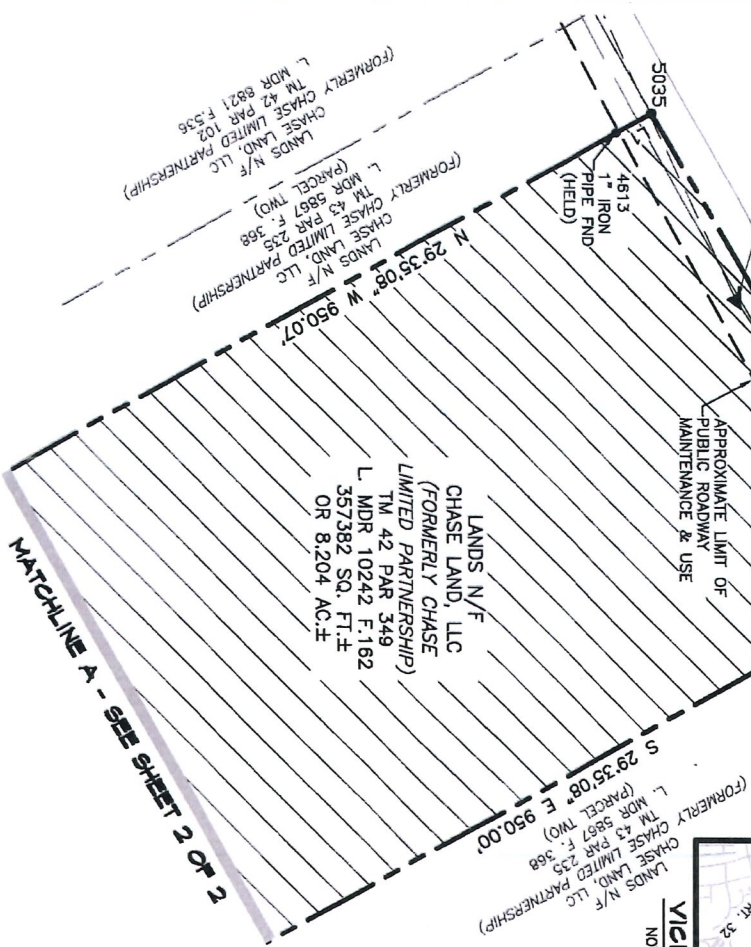 LANDS N/F
CHASE LAND, LLC
(FORMERLY CHASE LIMITED PARTNERSHIP)
TM 42 PAR 102
L. MDR 8821 F.536
LANDS N/F
CHASE LAND, LLC
(FORMERLY CHASE LIMITED PARTNERSHIP)
TM 43 PAR 235
L. MDR 5867 F. 368
(PARCEL TWO)
5035
4613
1" IRON
PIPE FND
(HELD)
N 29°35'08" W 950.07'
APPROXIMATE LIMIT OF
PUBLIC ROADWAY
MAINTENANCE & USE
LANDS N/F
CHASE LAND, LLC
(FORMERLY CHASE
LIMITED PARTNERSHIP)
TM 42 PAR 349
L. MDR 10242 F.162
357382 SQ. FT.±
OR 8.204 AC.±
S 29°35'08" E 950.00'
LANDS N/F
CHASE LAND, LLC
(FORMERLY CHASE LIMITED PARTNERSHIP)
TM 43 PAR 235
L. MDR 5867 F. 368
(PARCEL TWO)
MATCHLINE A - SEE SHEET 2 OF 2
RT. 32
VIC
NO